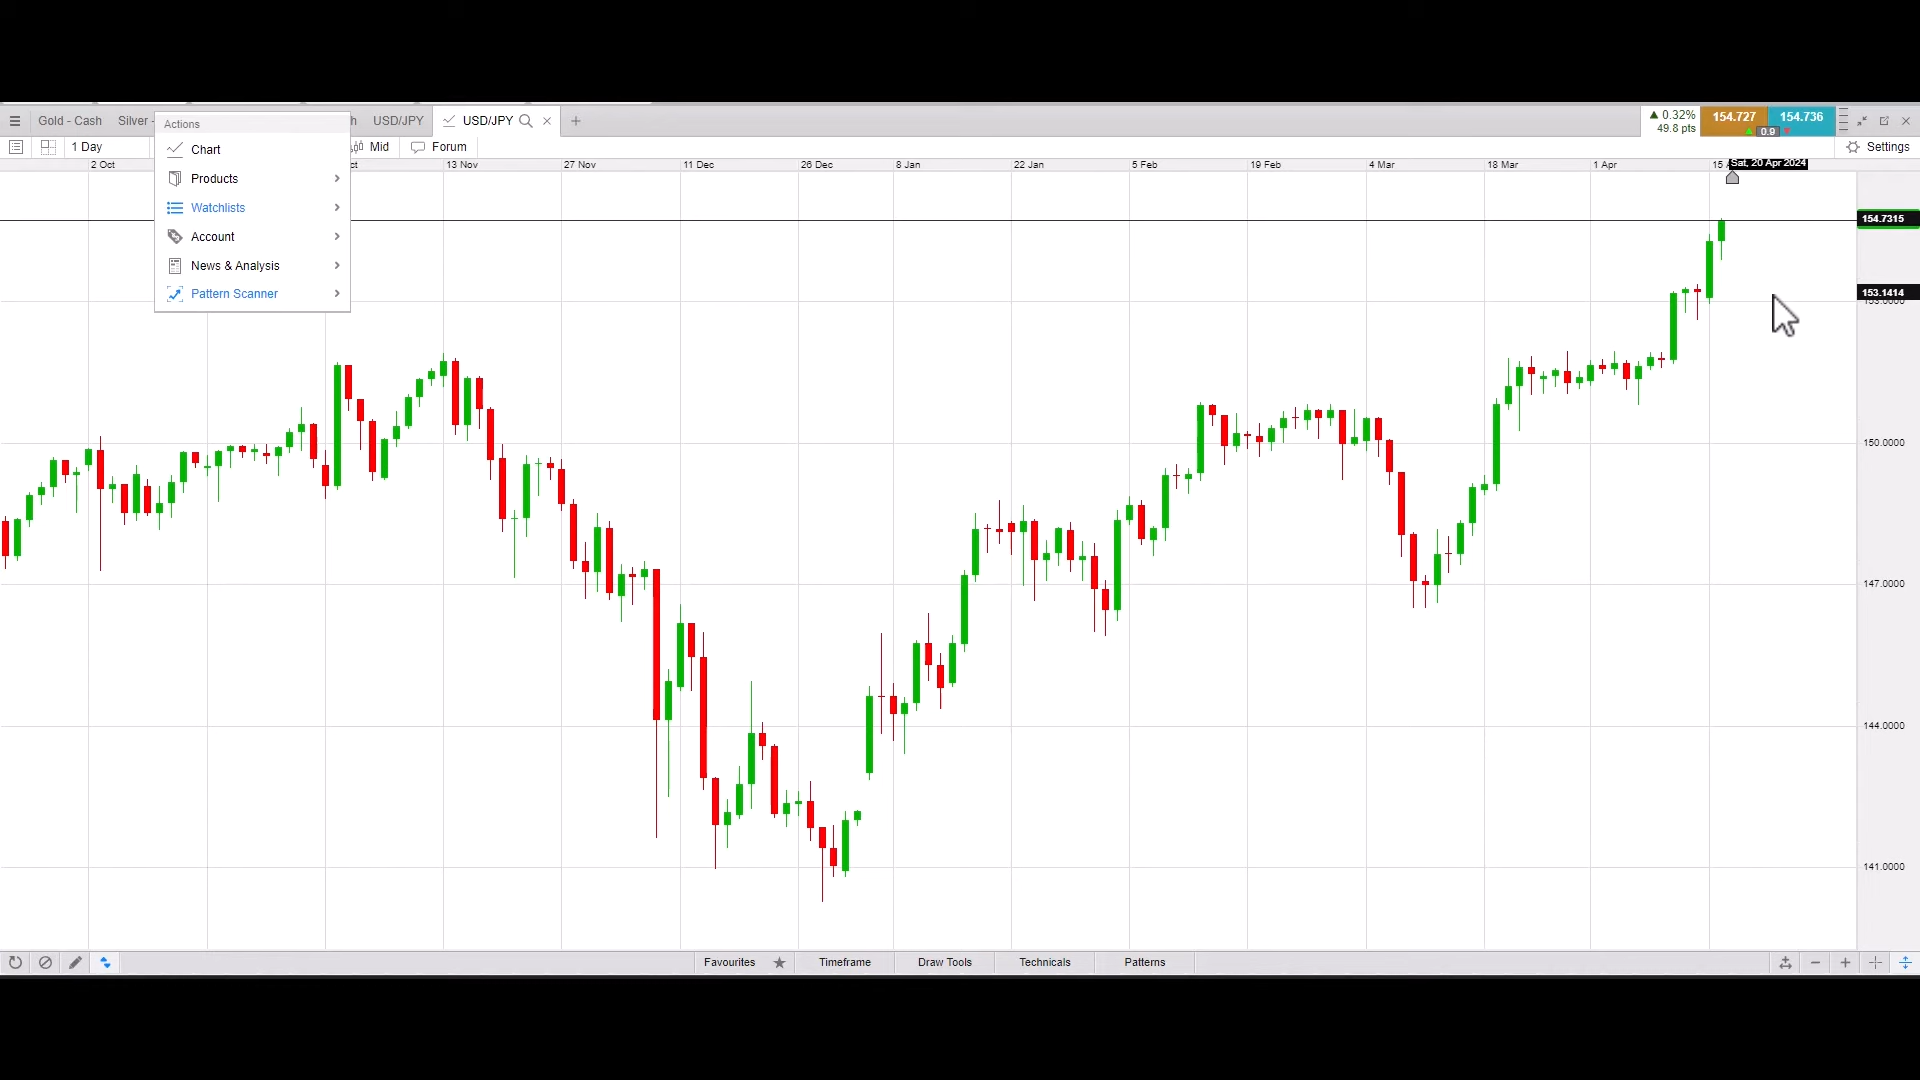 Gold - Cash Silver - h USD/JPY USD/JPY
0.32%
49.8 pts
154.727 154.736
0.9
Actions
Chart
Products
Watchlists
Account
News & Analysis
Pattern Scanner
1 Day Mid Forum Settings
2 Oct ct 13 Nov 27 Nov 11 Dec 26 Dec 8 Jan 22 Jan 5 Feb 19 Feb 4 Mar 18 Mar 1 Apr 15 Sat, 20 Apr 2024
154.7315
153.1414
153.0000
150.0000
147.0000
144.0000
141.0000
Favourites Timeframe Draw Tools Technicals Patterns